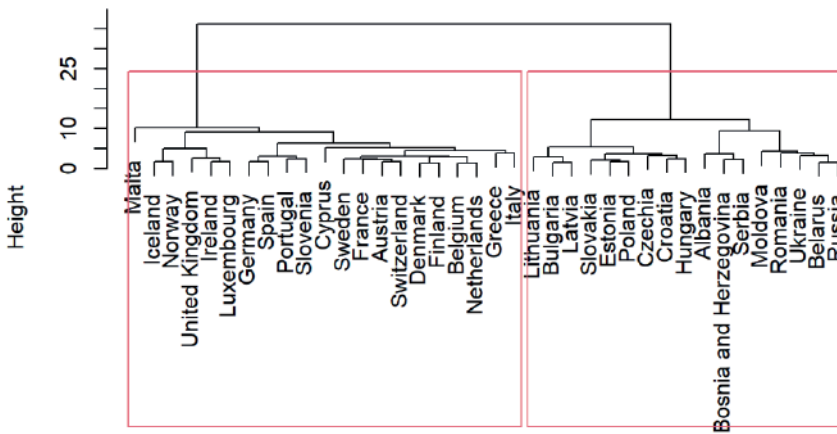 25
10
0
Height
Malta
Iceland
Norway
United Kingdom
Ireland
Luxembourg
Germany
Spain
Portugal
Slovenia
Cyprus
Sweden
France
Austria
Switzerland
Denmark
Finland
Belgium
Netherlands
Greece
Italy
Lithuania
Bulgaria
Latvia
Slovakia
Estonia
Poland
Czechia
Croatia
Hungary
Albania
Bosnia and Herzegovina
Serbia
Moldova
Romania
Ukraine
Belarus
Russia